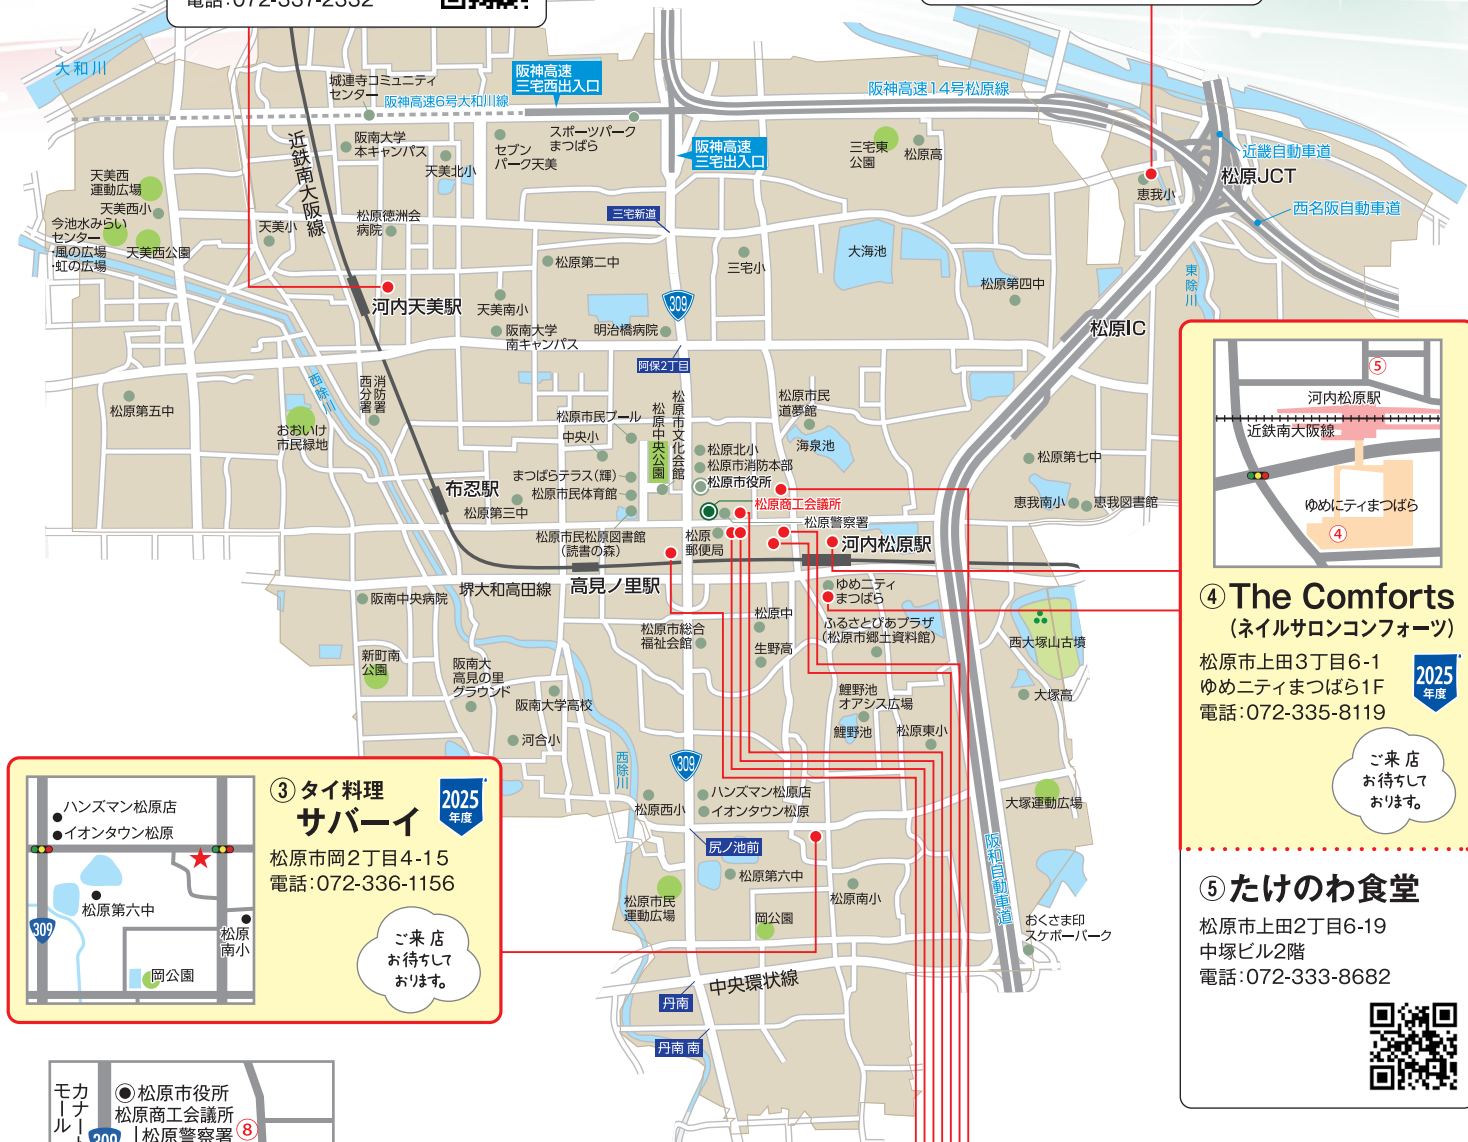 電話：072-337-2332
大和川
城連寺コミュニティ
センター
阪神高速
三宅西出入口
阪神高速6号大和川線
阪神高速14号松原線
近鉄南大阪線
阪南大学
本キャンパス
天美北小
セブン
パーク天美
スポーツパーク
まつばら
阪神高速
三宅出入口
三宅東
公園
松原高
近畿自動車道
松原JCT
恵我小
西名阪自動車道
天美西
運動広場
天美西小
今池水みらい
センター
・風の広場
・虹の広場
天美西公園
天美小
松原徳洲会
病院
三宅新道
松原第二中
三宅小
大海池
松原第四中
東除川
河内天美駅
天美南小
309
阪南大学
南キャンパス
明治橋病院
松原IC
阿保2丁目
西除川
消防署
西分署
松原第五中
おおいけ
市民緑地
松原市民プール
中央小
松原中央公園
松原市文化会館
松原市民
道夢館
海泉池
松原北小
松原市消防本部
松原市役所
まつばらテラス(輝)
松原市民体育館
布忍駅
松原第三中
松原商工会議所
松原警察署
松原第七中
恵我南小
恵我図書館
松原市民松原図書館
(読書の森)
松原
郵便局
河内松原駅
堺大和高田線
高見ノ里駅
阪南中央病院
ゆめニティ
まつばら
松原中
ふるさとぴあプラザ
(松原市郷土資料館)
松原市総合
福祉会館
生野高
西大塚山古墳
新町南
公園
阪南大
高見の里
グラウンド
阪南大学高校
鯉野池
オアシス広場
鯉野池
松原東小
大塚高
河合小
西除川
309
松原西小
ハンズマン松原店
イオンタウン松原
大塚運動広場
尻ノ池前
阪和自動車道
松原第六中
松原南小
松原市民
運動広場
岡公園
おくさま印
スケボーパーク
中央環状線
丹南
丹南 南
⑤
河内松原駅
近鉄南大阪線
ゆめにティまつばら
④
④The Comforts
(ネイルサロンコンフォーツ)
松原市上田3丁目6-1
ゆめニティまつばら1F
電話：072-335-8119
2025
年度
ご来店
お待ちして
おります。
⑤たけのわ食堂
松原市上田2丁目6-19
中塚ビル2階
電話：072-333-8682
ハンズマン松原店
イオンタウン松原
松原第六中
309
松原
南小
岡公園
③タイ料理
サバーイ
2025
年度
松原市岡2丁目4-15
電話：072-336-1156
ご来店
お待ちして
おります。
カナート
モール
松原市役所
松原商工会議所
松原警察署
⑧
309